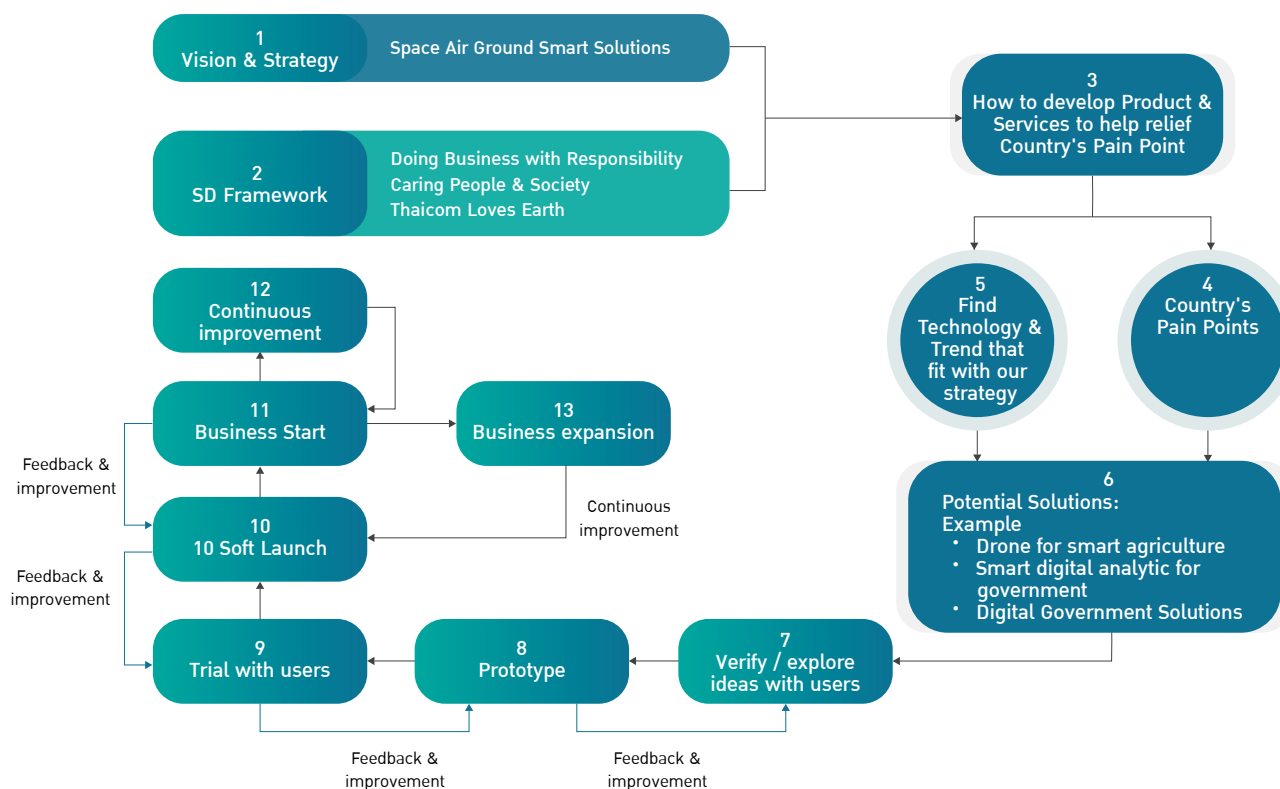 1
Vision & Strategy
Space Air Ground Smart Solutions
2
SD Framework
Doing Business with Responsibility
Caring People & Society
Thaicom Loves Earth
3
How to develop Product &
Services to help relief
Country's Pain Point
4
Country's
Pain Points
5
Find
Technology &
Trend that
fit with our
strategy
6
Potential Solutions:
Example
• Drone for smart agriculture
• Smart digital analytic for
government
• Digital Government Solutions
7
Verify / explore
ideas with users
Feedback &
improvement
8
Prototype
Feedback &
improvement
9
Trial with users
Feedback &
improvement
10
10 Soft Launch
Feedback &
improvement
11
Business Start
12
Continuous
improvement
13
Business expansion
Continuous
improvement